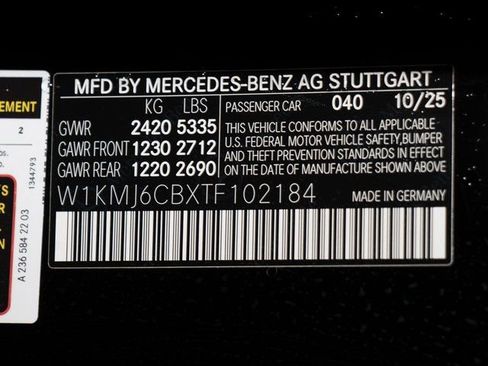 MFD BY MERCEDES-BENZ AG STUTTGART
KG LBS
PASSENGER CAR 040 10/25
GVWR 2420 5335
GAWR FRONT 1230 2712
GAWR REAR 1220 2690
THIS VEHICLE CONFORMS TO ALL APPLICABLE
U.S. FEDERAL MOTOR VEHICLE SAFETY,BUMPER
AND THEFT PREVENTION STANDARDS IN EFFECT
ON THE DATE OF MANUFACTURE SHOWN ABOVE
W1KMJ6CBXTF102184
MADE IN GERMANY
EMENT
2
os.
in.
1344793
A 236 584 22 03